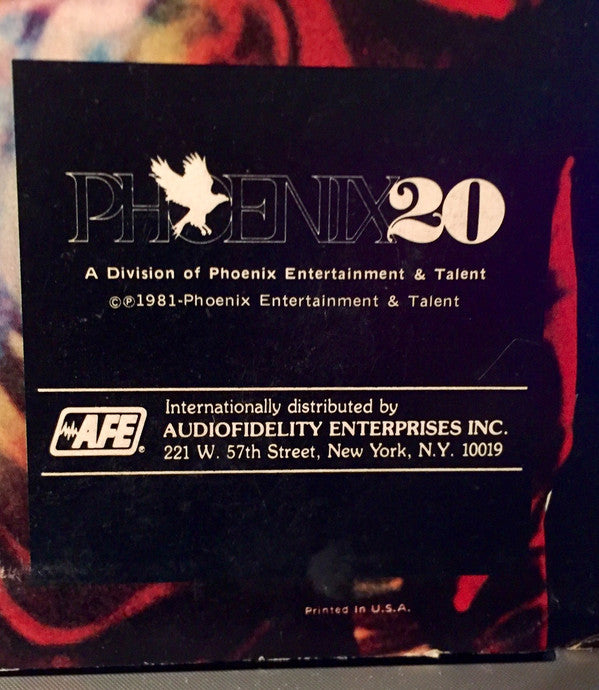 PHOENIX20
A Division of Phoenix Entertainment & Talent
©℗1981-Phoenix Entertainment & Talent
AFE®
Internationally distributed by
AUDIOFIDELITY ENTERPRISES INC.
221 W. 57th Street, New York, N.Y. 10019
Printed in U.S.A.